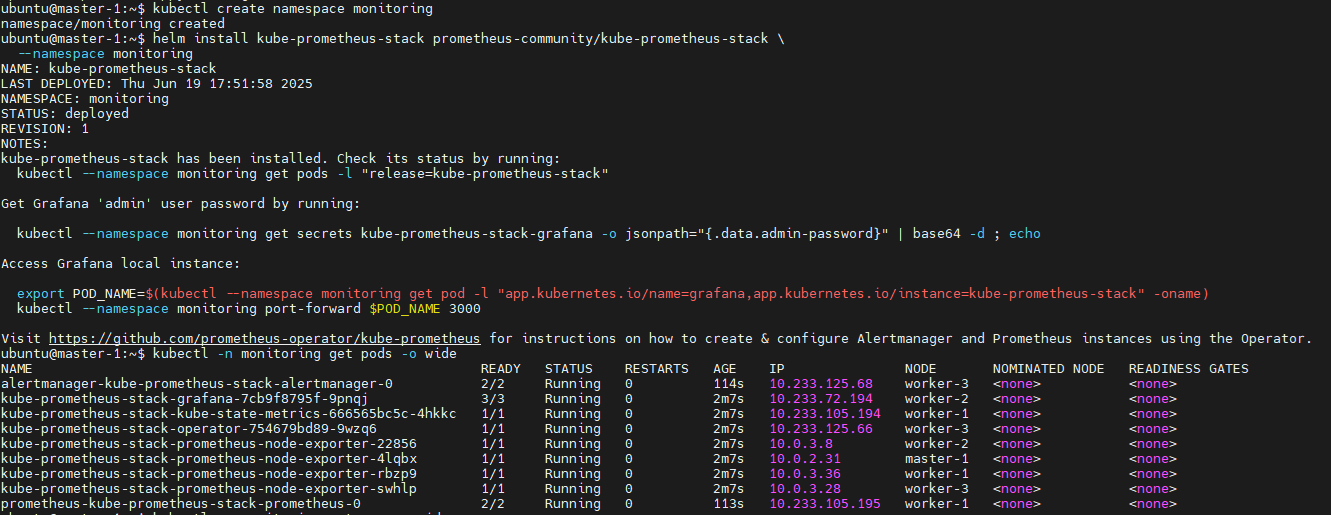 ubuntu@master-1:~$ kubectl create namespace monitoring
namespace/monitoring created
ubuntu@master-1:~$ helm install kube-prometheus-stack prometheus-community/kube-prometheus-stack \
  --namespace monitoring
NAME: kube-prometheus-stack
LAST DEPLOYED: Thu Jun 19 17:51:58 2025
NAMESPACE: monitoring
STATUS: deployed
REVISION: 1
NOTES:
kube-prometheus-stack has been installed. Check its status by running:
  kubectl --namespace monitoring get pods -l "release=kube-prometheus-stack"
Get Grafana 'admin' user password by running:
  kubectl --namespace monitoring get secrets kube-prometheus-stack-grafana -o jsonpath="{.data.admin-password}" | base64 -d ; echo
Access Grafana local instance:
  export POD_NAME=$(kubectl --namespace monitoring get pod -l "app.kubernetes.io/name=grafana,app.kubernetes.io/instance=kube-prometheus-stack" -oname)
  kubectl --namespace monitoring port-forward $POD_NAME 3000
Visit https://github.com/prometheus-operator/kube-prometheus for instructions on how to create & configure Alertmanager and Prometheus instances using the Operator.
ubuntu@master-1:~$ kubectl -n monitoring get pods -o wide
NAME READY STATUS RESTARTS AGE IP NODE NOMINATED NODE READINESS GATES
alertmanager-kube-prometheus-stack-alertmanager-0 2/2 Running 0 114s 10.233.125.68 worker-3 <none> <none>
kube-prometheus-stack-grafana-7cb9f8795f-9pnqj 3/3 Running 0 2m7s 10.233.72.194 worker-2 <none> <none>
kube-prometheus-stack-kube-state-metrics-666565bc5c-4hkkc 1/1 Running 0 2m7s 10.233.105.194 worker-1 <none> <none>
kube-prometheus-stack-operator-754679bd89-9wzq6 1/1 Running 0 2m7s 10.233.125.66 worker-3 <none> <none>
kube-prometheus-stack-prometheus-node-exporter-22856 1/1 Running 0 2m7s 10.0.3.8 worker-2 <none> <none>
kube-prometheus-stack-prometheus-node-exporter-4lqbx 1/1 Running 0 2m7s 10.0.2.31 master-1 <none> <none>
kube-prometheus-stack-prometheus-node-exporter-rbzp9 1/1 Running 0 2m7s 10.0.3.36 worker-1 <none> <none>
kube-prometheus-stack-prometheus-node-exporter-swhlp 1/1 Running 0 2m7s 10.0.3.28 worker-3 <none> <none>
prometheus-kube-prometheus-stack-prometheus-0 2/2 Running 0 113s 10.233.105.195 worker-1 <none> <none>